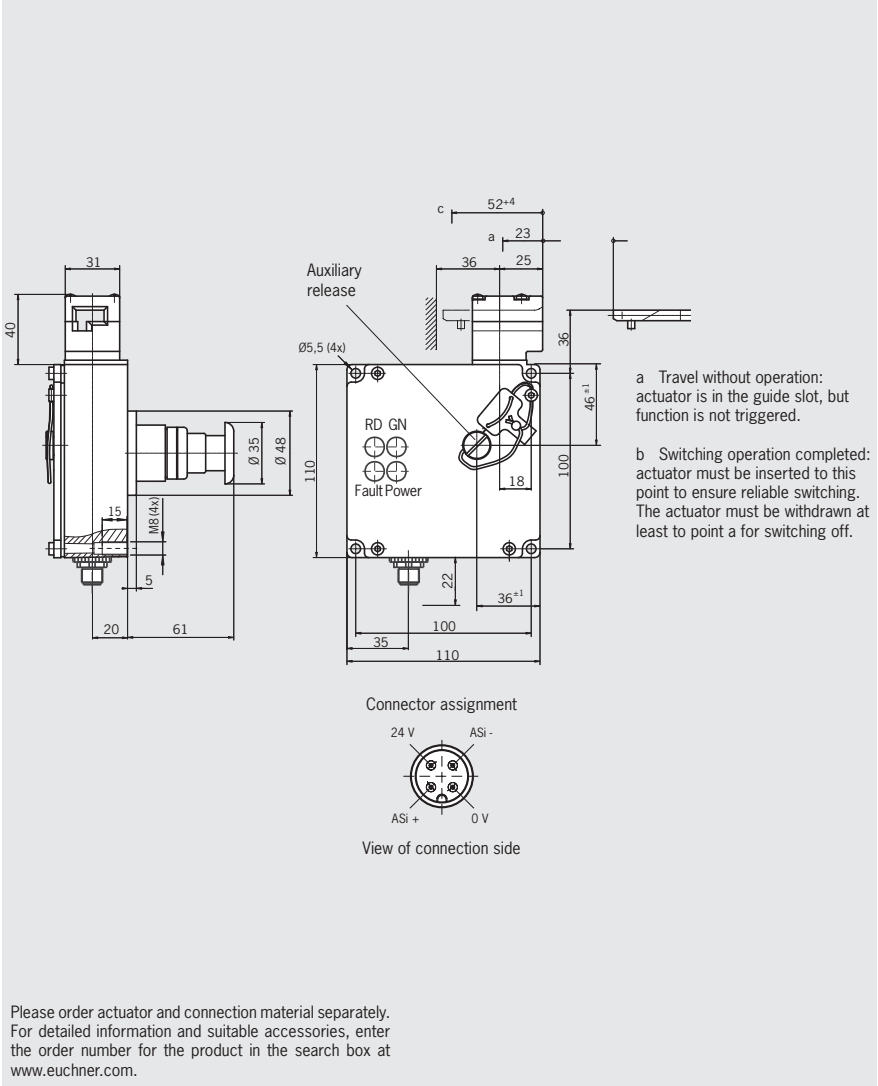 c
52+4
a
23
31
36
25
Auxiliary
release
40
36
Ø5,5 (4x)
46 ±1
a Travel without operation:
actuator is in the guide slot, but
function is not triggered.
RD GN
Ø 35
Ø 48
b Switching operation completed:
actuator must be inserted to this
point to ensure reliable switching.
The actuator must be withdrawn at
least to point a for switching off.
110
100
18
Fault Power
15
M8(4x)
5
22
36±1
20
61
100
35
110
Connector assignment
24 V
ASi -
ASi +
0 V
View of connection side
Please order actuator and connection material separately.
For detailed information and suitable accessories, enter
the order number for the product in the search box at
www.euchner.com.